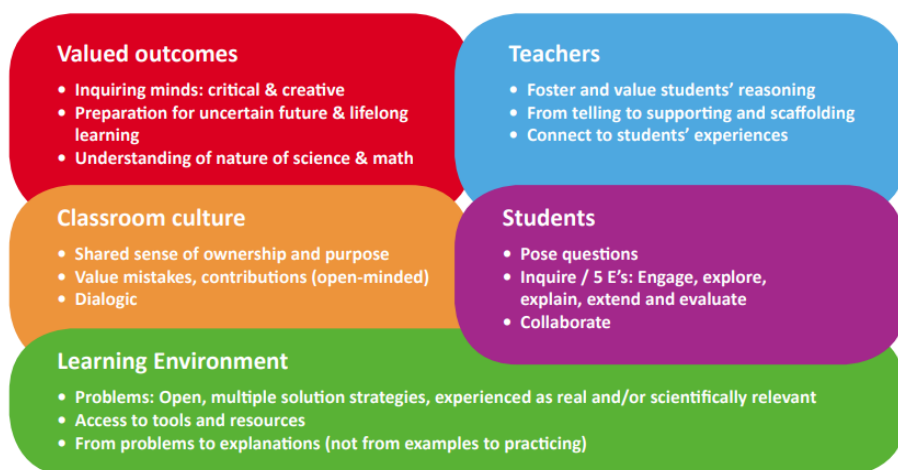 Valued outcomes
• Inquiring minds: critical & creative
• Preparation for uncertain future & lifelong
learning
• Understanding of nature of science & math
Teachers
• Foster and value students’ reasoning
• From telling to supporting and scaffolding
• Connect to students’ experiences
Classroom culture
• Shared sense of ownership and purpose
• Value mistakes, contributions (open-minded)
• Dialogic
Students
• Pose questions
• Inquire / 5 E’s: Engage, explore,
explain, extend and evaluate
• Collaborate
Learning Environment
• Problems: Open, multiple solution strategies, experienced as real and/or scientifically relevant
• Access to tools and resources
• From problems to explanations (not from examples to practicing)